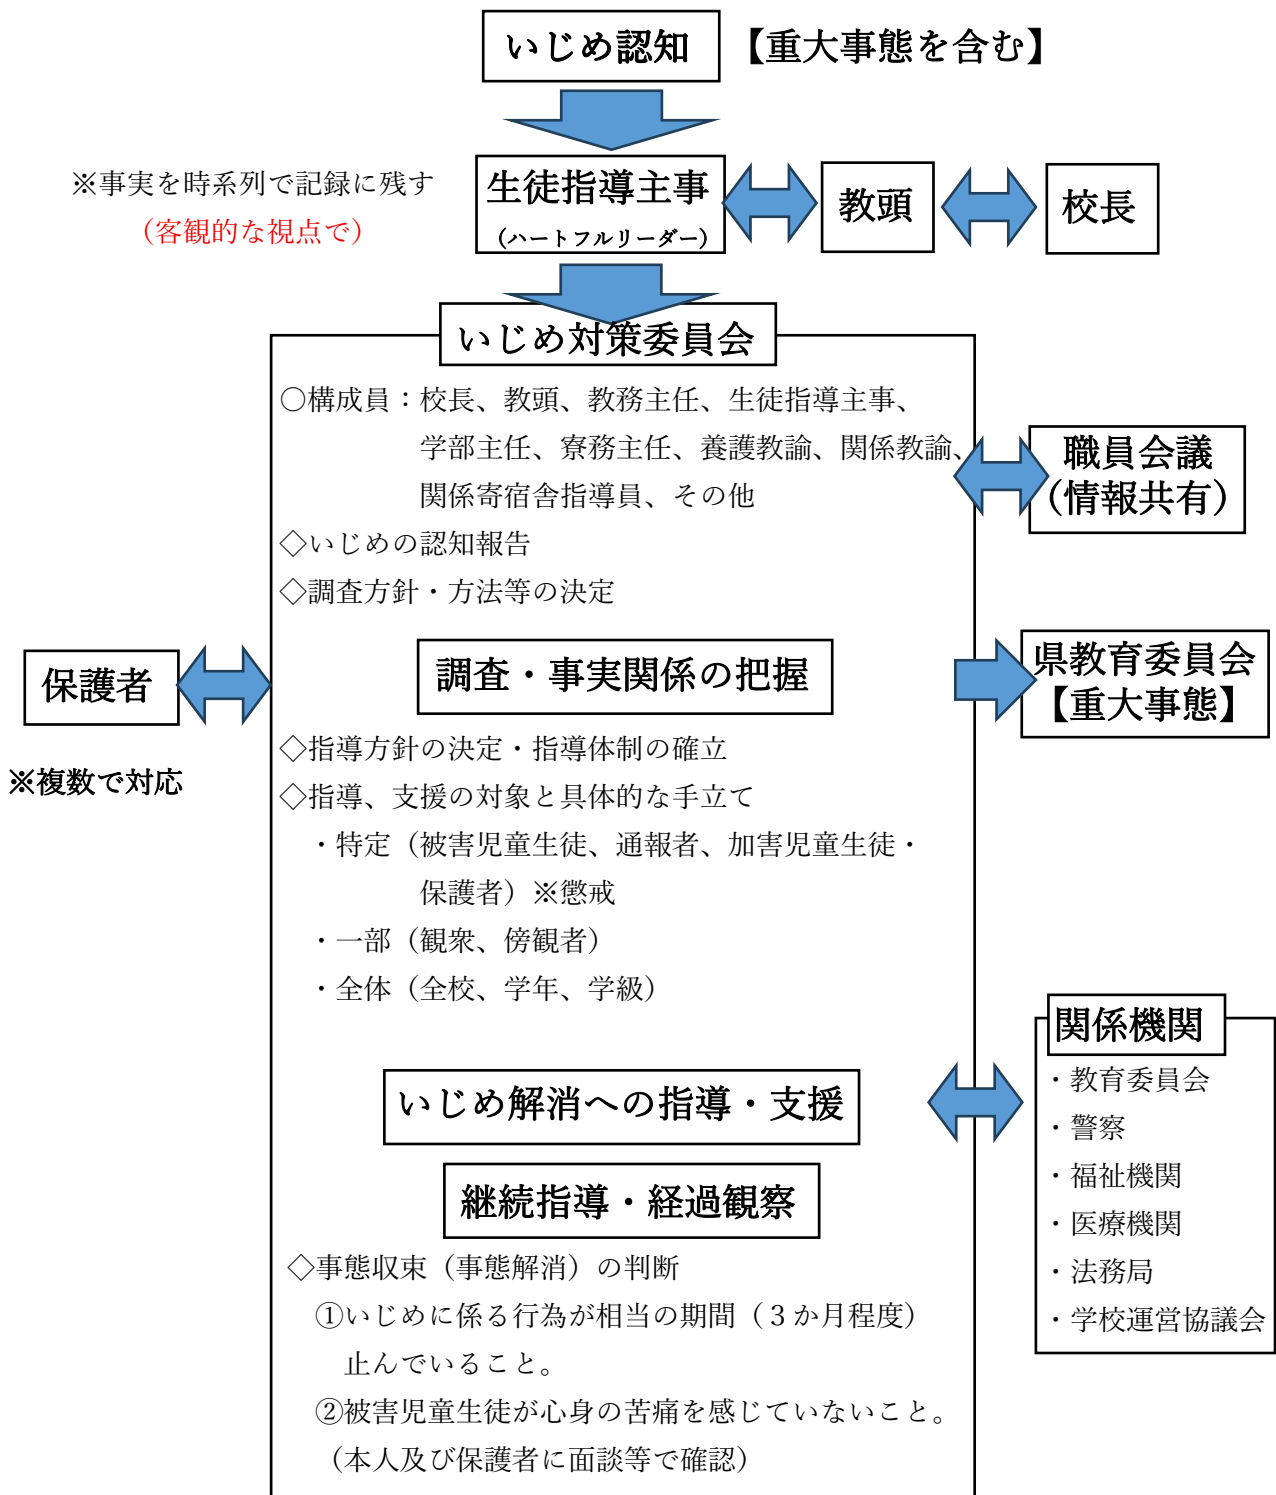 いじめ認知
【重大事態を含む】
※事実を時系列で記録に残す
（客観的な視点で）
生徒指導主事
（ハートフルリーダー）
教頭
校長
いじめ対策委員会
○構成員：校長、教頭、教務主任、生徒指導主事、
学部主任、寮務主任、養護教諭、関係教諭、
関係寄宿舎指導員、その他
◇いじめの認知報告
◇調査方針・方法等の決定
職員会議
（情報共有）
保護者
※複数で対応
調査・事実関係の把握
県教育委員会
【重大事態】
◇指導方針の決定・指導体制の確立
◇指導、支援の対象と具体的な手立て
・特定（被害児童生徒、通報者、加害児童生徒・
保護者）※懲戒
・一部（観衆、傍観者）
・全体（全校、学年、学級）
いじめ解消への指導・支援
関係機関
・教育委員会
・警察
・福祉機関
・医療機関
・法務局
・学校運営協議会
継続指導・経過観察
◇事態収束（事態解消）の判断
①いじめに係る行為が相当の期間（３か月程度）
止んでいること。
②被害児童生徒が心身の苦痛を感じていないこと。
（本人及び保護者に面談等で確認）